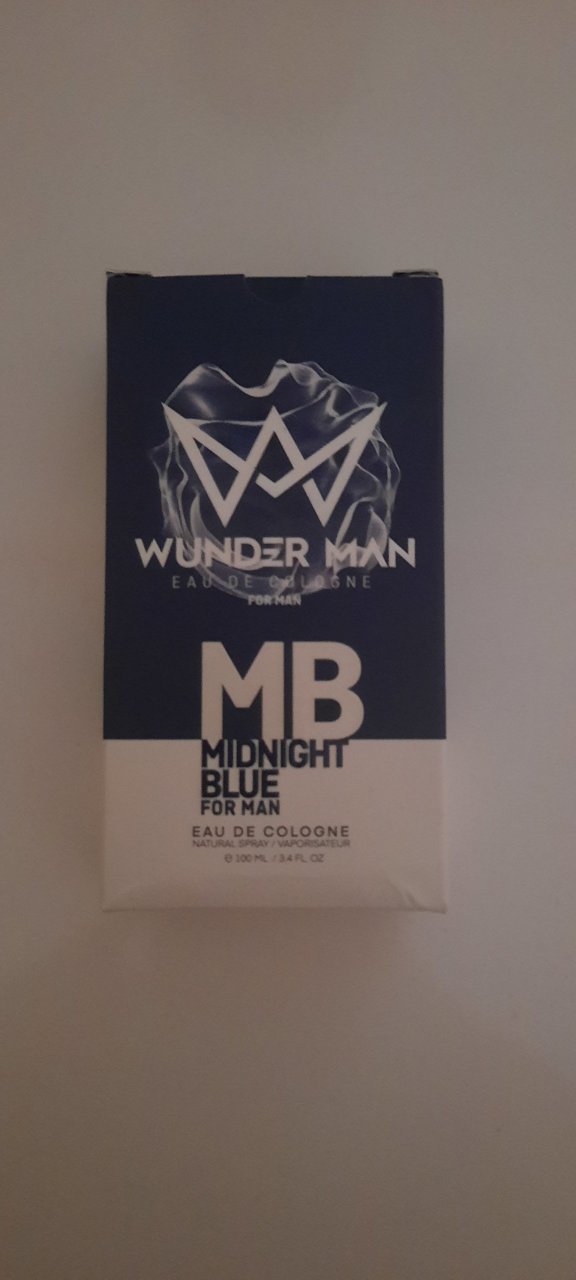 WUNDER MAN
EAU DE COLOGNE
FOR MAN
MB
MIDNIGHT
BLUE
FOR MAN
EAU DE COLOGNE
NATURAL SPRAY / VAPORISATEUR
℮ 100 ML / 3.4 FL. OZ